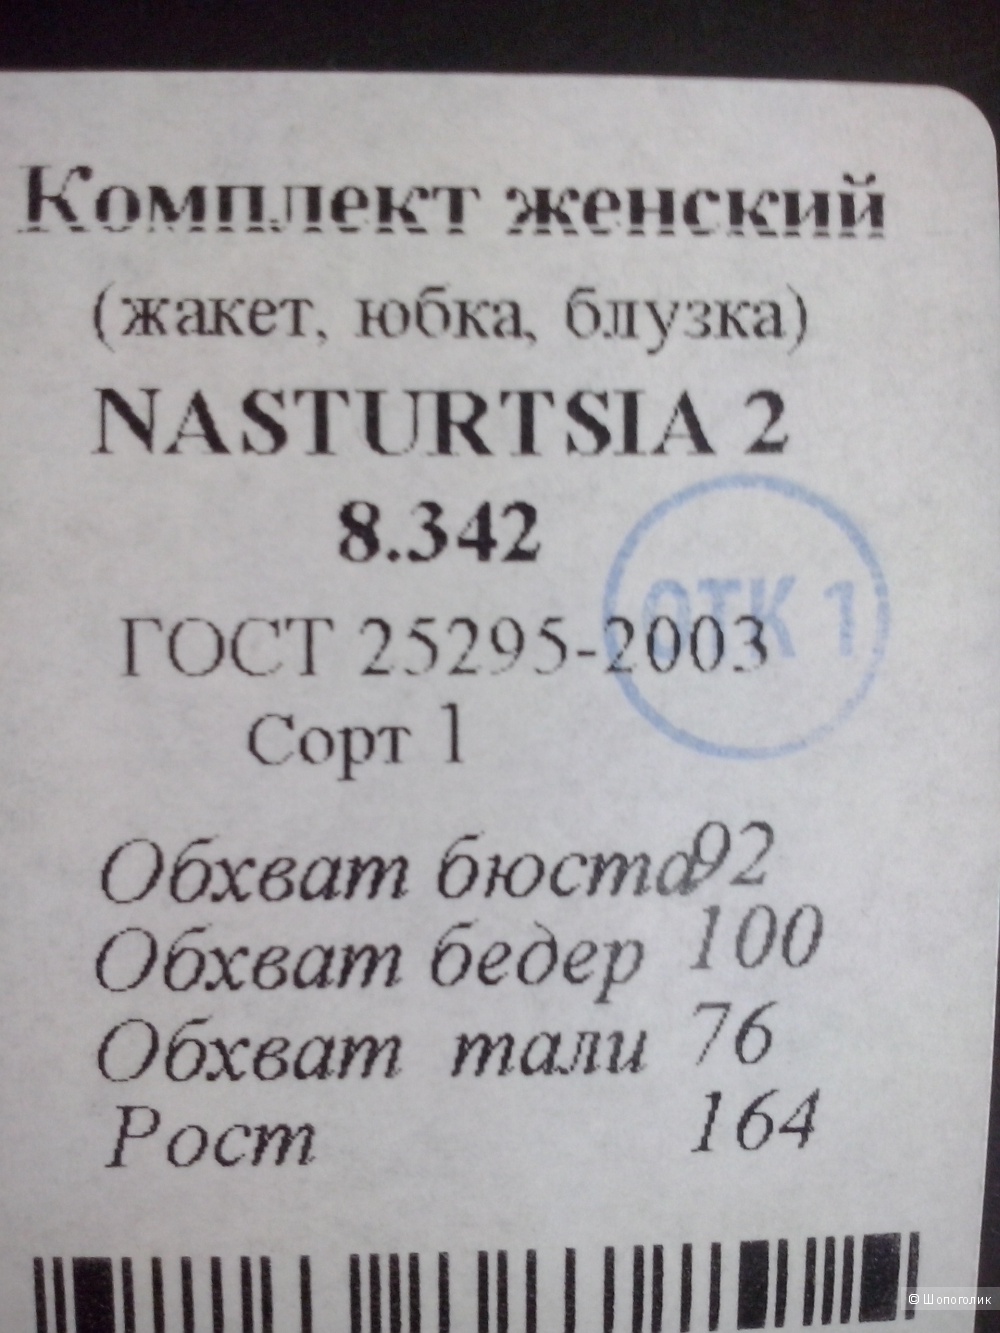 Комплект женский
(жакет, юбка, блузка)
NASTURTSIA 2
8.342
ОТК 1
ГОСТ 25295-2003
Сорт 1
Обхват бюста 92
Обхват бедер 100
Обхват тали 76
Рост 164
© Шопоголик